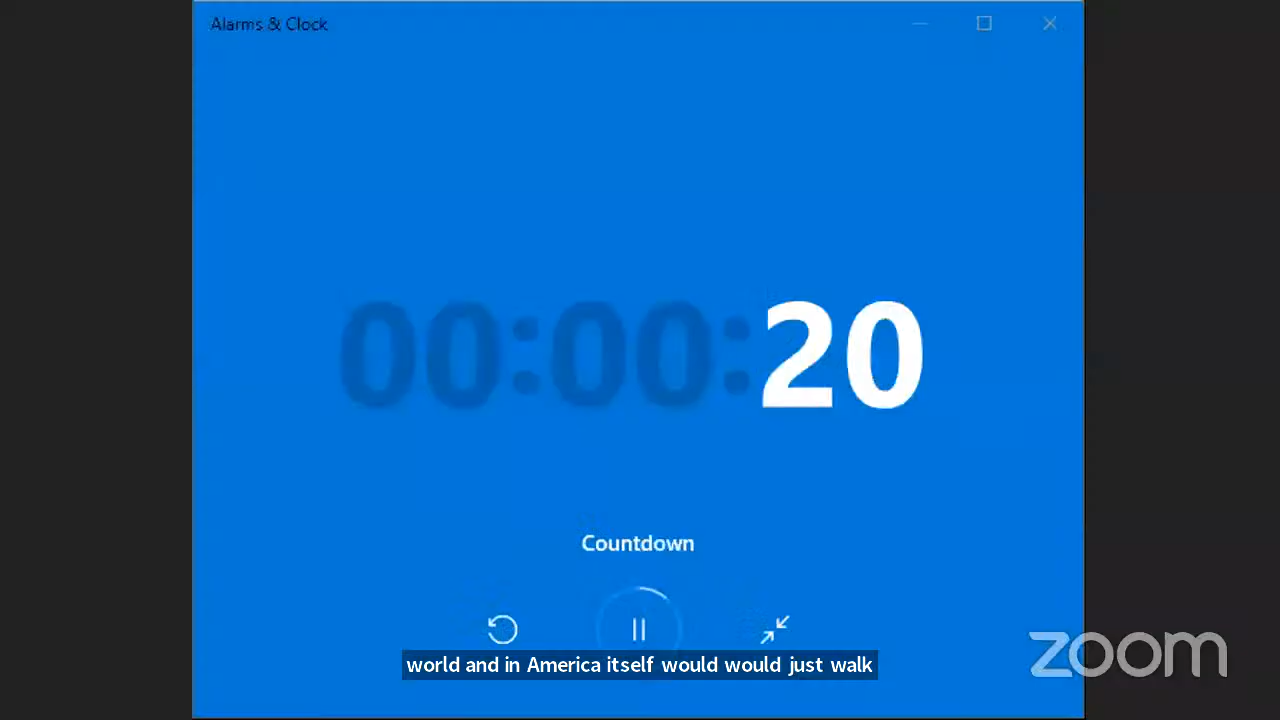 Alarms & Clock
00:00:20
Countdown
world and in America itself would would just walk
zoom